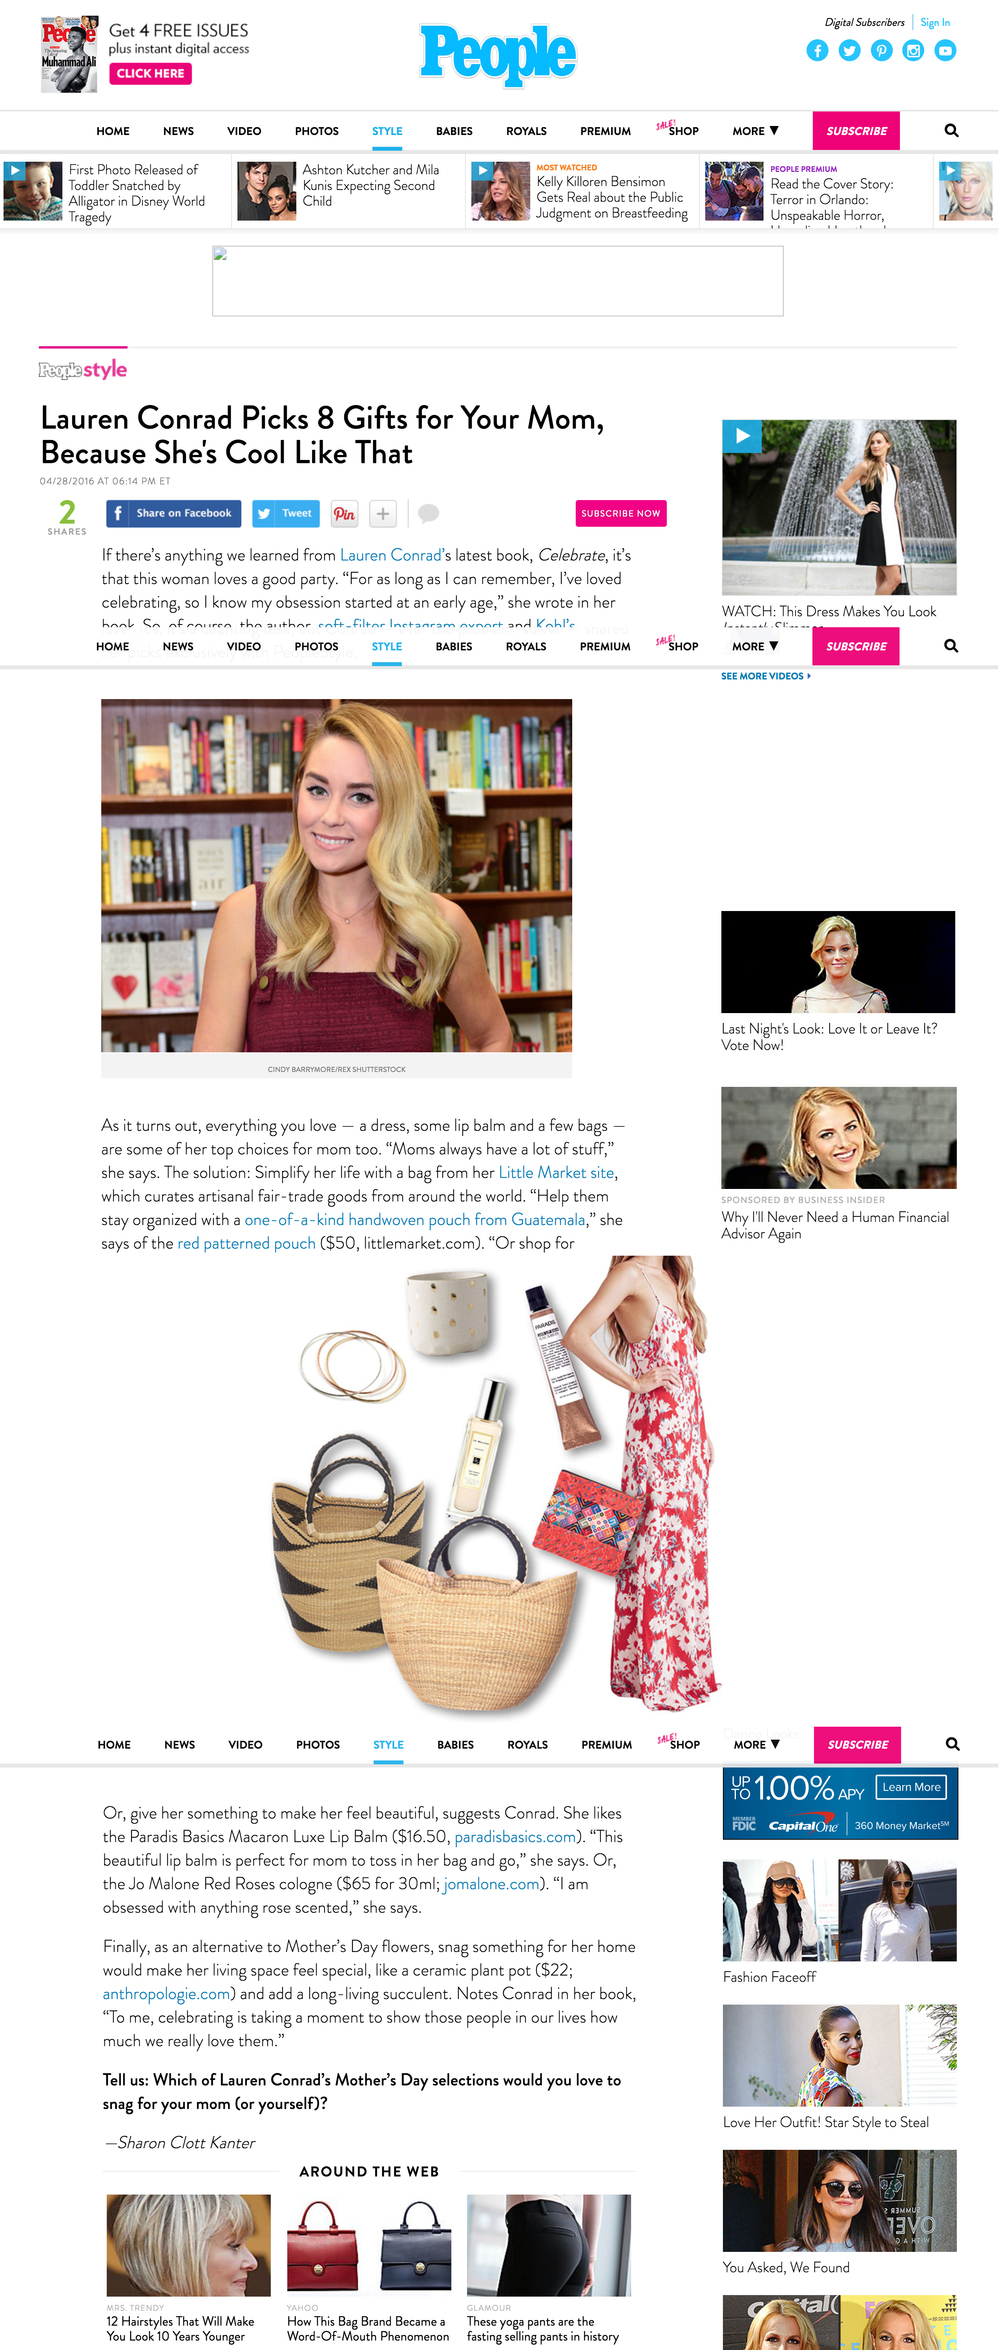 People
Muhammad Ali
Get 4 FREE ISSUES
plus instant digital access
CLICK HERE
People
Digital Subscribers
Sign In
HOME
NEWS
VIDEO
PHOTOS
STYLE
BABIES
ROYALS
PREMIUM
SALE!
SHOP
MORE ▼
SUBSCRIBE
First Photo Released of
Toddler Snatched by
Alligator in Disney World
Tragedy
Ashton Kutcher and Mila
Kunis Expecting Second
Child
MOST WATCHED
Kelly Killoren Bensimon
Gets Real about the Public
Judgment on Breastfeeding
PEOPLE PREMIUM
Read the Cover Story:
Terror in Orlando:
Unspeakable Horror,
People style
Lauren Conrad Picks 8 Gifts for Your Mom,
Because She's Cool Like That
04/28/2016 AT 06:14 PM ET
2
SHARES
Share on Facebook
Tweet
Pin
SUBSCRIBE NOW
If there's anything we learned from Lauren Conrad's latest book, Celebrate, it's
that this woman loves a good party. “For as long as I can remember, I've loved
celebrating, so I know my obsession started at an early age,” she wrote in her
book. So, of course, the author, soft-filter Instagram expert and Kohl's
WATCH: This Dress Makes You Look
Instantly Slimmer
HOME
NEWS
VIDEO
PHOTOS
STYLE
BABIES
ROYALS
PREMIUM
SALE!
SHOP
MORE ▼
SUBSCRIBE
SEE MORE VIDEOS
air
CINDY BARRYMORE/REX SHUTTERSTOCK
Last Night's Look: Love It or Leave It?
Vote Now!
SPONSORED BY BUSINESS INSIDER
Why I'll Never Need a Human Financial
Advisor Again
As it turns out, everything you love — a dress, some lip balm and a few bags —
are some of her top choices for mom too. “Moms always have a lot of stuff,”
she says. The solution: Simplify her life with a bag from her Little Market site,
which curates artisanal fair-trade goods from around the world. “Help them
stay organized with a one-of-a-kind handwoven pouch from Guatemala,” she
says of the red patterned pouch ($50, littlemarket.com). “Or shop for
PARADIS
HOME
NEWS
VIDEO
PHOTOS
STYLE
BABIES
ROYALS
PREMIUM
SALE!
SHOP
MORE ▼
SUBSCRIBE
UP TO 1.00% APY
Learn More
MEMBER
FDIC
Capital One
360 Money Market℠
Or, give her something to make her feel beautiful, suggests Conrad. She likes
the Paradis Basics Macaron Luxe Lip Balm ($16.50, paradisbasics.com). “This
beautiful lip balm is perfect for mom to toss in her bag and go,” she says. Or,
the Jo Malone Red Roses cologne ($65 for 30ml; jomalone.com). “I am
obsessed with anything rose scented,” she says.
Finally, as an alternative to Mother's Day flowers, snag something for her home
would make her living space feel special, like a ceramic plant pot ($22;
anthropologie.com) and add a long-living succulent. Notes Conrad in her book,
“To me, celebrating is taking a moment to show those people in our lives how
much we really love them.”
Tell us: Which of Lauren Conrad's Mother's Day selections would you love to
snag for your mom (or yourself)?
—Sharon Clott Kanter
Fashion Faceoff
Love Her Outfit! Star Style to Steal
You Asked, We Found
AROUND THE WEB
MRS. TRENDY
12 Hairstyles That Will Make
You Look 10 Years Younger
YAHOO
How This Bag Brand Became a
Word-Of-Mouth Phenomenon
GLAMOUR
These yoga pants are the
fasting selling pants in history